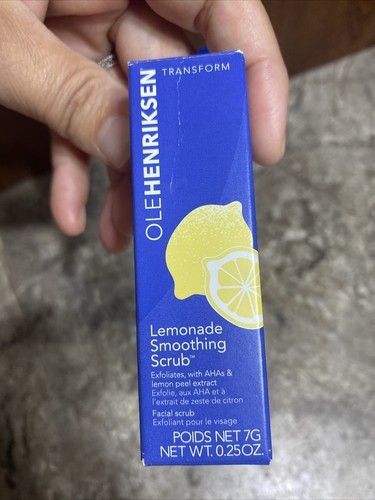 TRANSFORM
OLEHENRIKSEN
Lemonade
Smoothing
Scrub™
Exfoliates, with AHAs &
lemon peel extract
Exfolie, aux AHA et à
l'extrait de zeste de citron
Facial scrub
Exfoliant pour le visage
POIDS NET 7G
NET WT. 0.25OZ.